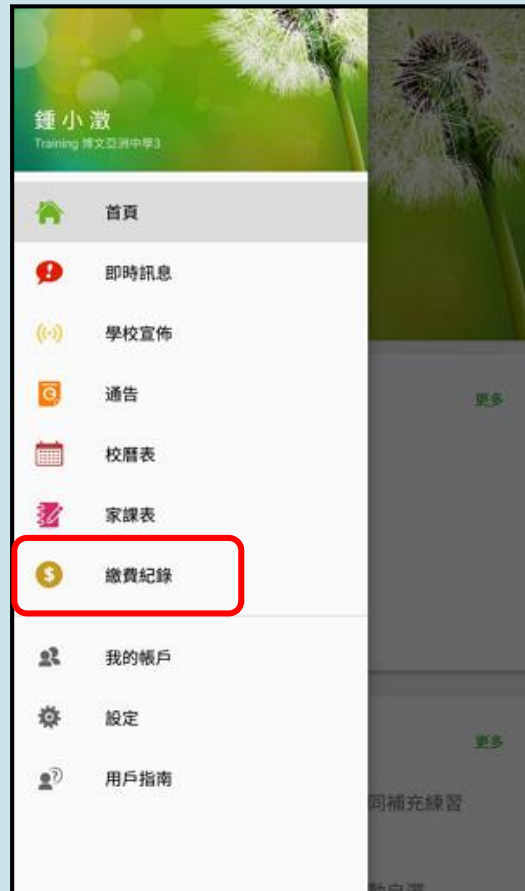 鍾小澂
Training 博文亞洲中學3
首頁
即時訊息
學校宣佈
通告
更多
校曆表
家課表
繳費紀錄
我的帳戶
設定
更多
用戶指南
同補充練習